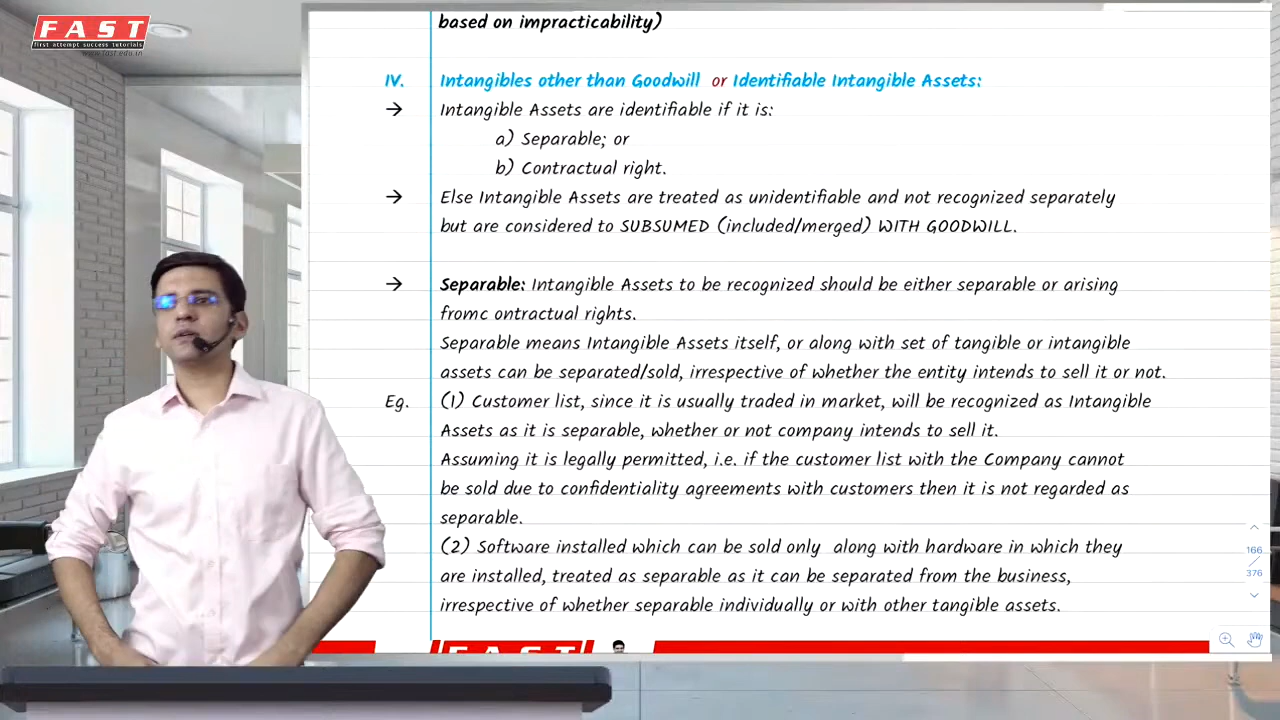 FAST
first attempt success tutorials
www.fast.edu.in
based on impracticability)
IV. Intangibles other than Goodwill or Identifiable Intangible Assets:
→ Intangible Assets are identifiable if it is:
a) Separable; or
b) Contractual right.
→ Else Intangible Assets are treated as unidentifiable and not recognized separately
but are considered to SUBSUMED (included/merged) WITH GOODWILL.
→ Separable: Intangible Assets to be recognized should be either separable or arising
fromc ontractual rights.
Separable means Intangible Assets itself, or along with set of tangible or intangible
assets can be separated/sold, irrespective of whether the entity intends to sell it or not.
Eg. (1) Customer list, since it is usually traded in market, will be recognized as Intangible
Assets as it is separable, whether or not company intends to sell it.
Assuming it is legally permitted, i.e. if the customer list with the Company cannot
be sold due to confidentiality agreements with customers then it is not regarded as
separable.
(2) Software installed which can be sold only along with hardware in which they
are installed, treated as separable as it can be separated from the business,
irrespective of whether separable individually or with other tangible assets.
166
376
FAST